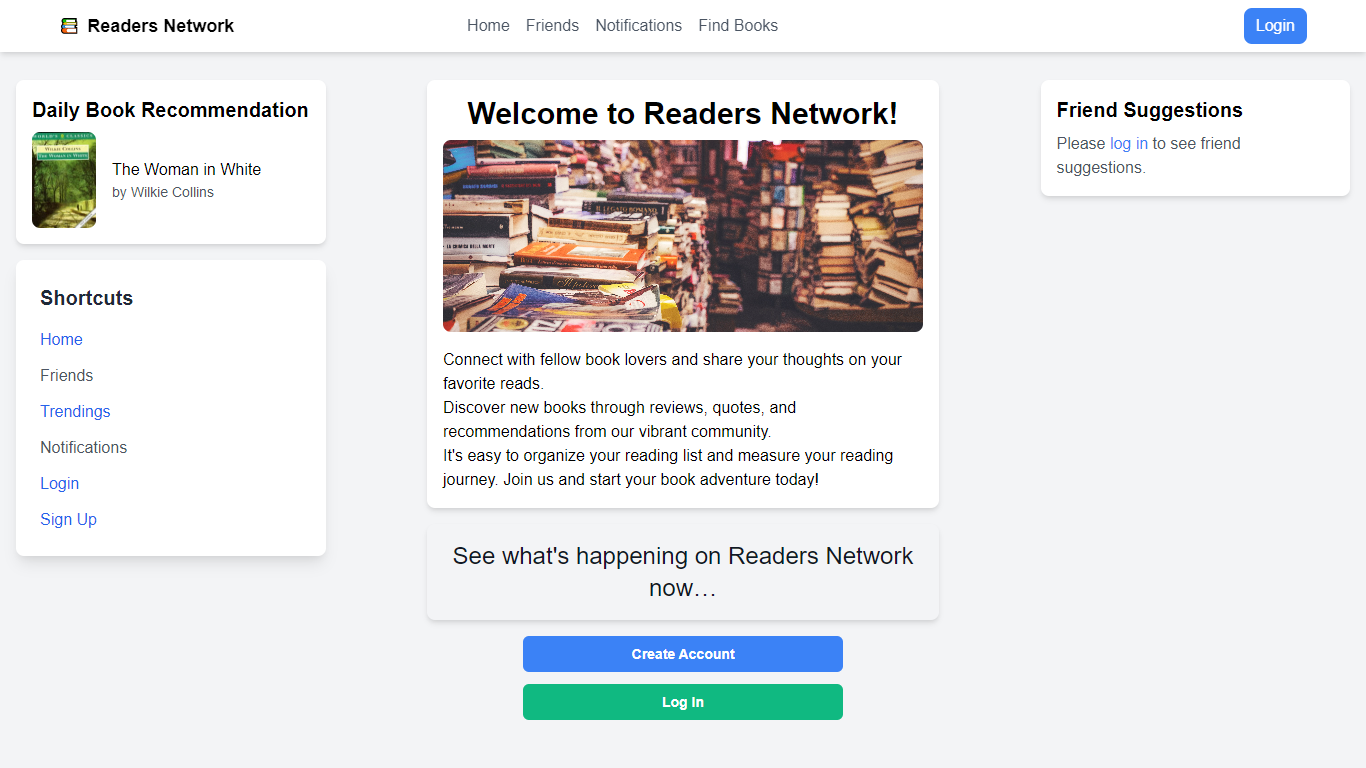 Readers Network
Home Friends Notifications Find Books
Login
Daily Book Recommendation
WILKIE COLLINS
THE WOMAN IN WHITE
The Woman in White
by Wilkie Collins
Shortcuts
Home
Friends
Trendings
Notifications
Login
Sign Up
Welcome to Readers Network!
Connect with fellow book lovers and share your thoughts on your
favorite reads.
Discover new books through reviews, quotes, and
recommendations from our vibrant community.
It's easy to organize your reading list and measure your reading
journey. Join us and start your book adventure today!
See what's happening on Readers Network
now…
Create Account
Log In
Friend Suggestions
Please log in to see friend
suggestions.